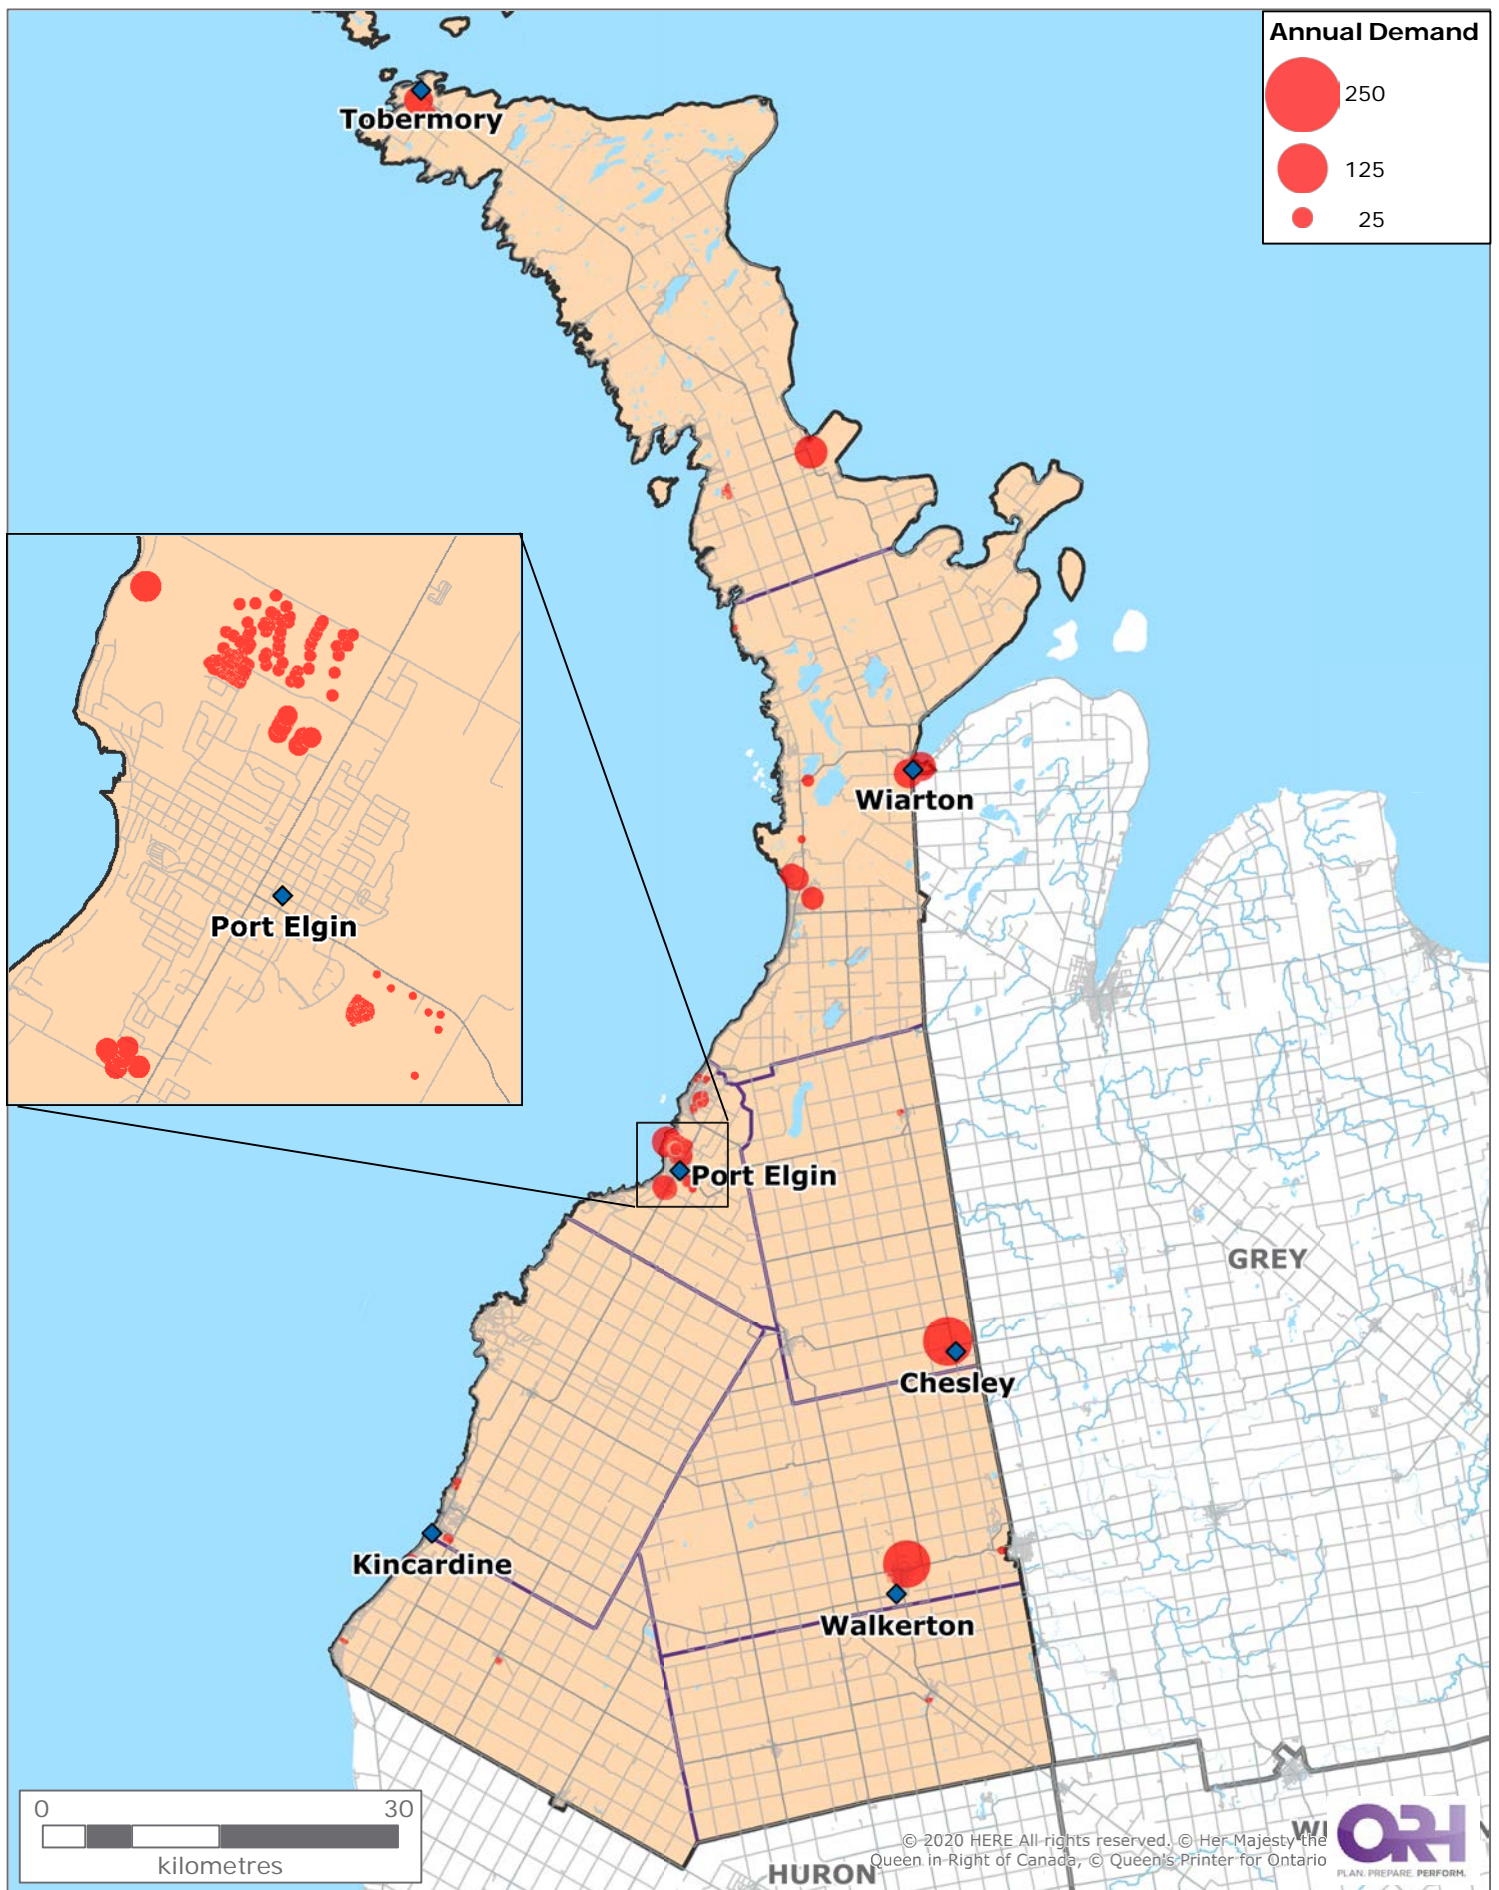 Annual Demand
250
125
25
Tobermory
Wiarton
Port Elgin
Port Elgin
GREY
Chesley
Kincardine
Walkerton
0 30
kilometres
© 2020 HERE All rights reserved. © Her Majesty the
Queen in Right of Canada, © Queen's Printer for Ontario
HURON
WI
ORH
PLAN. PREPARE. PERFORM.